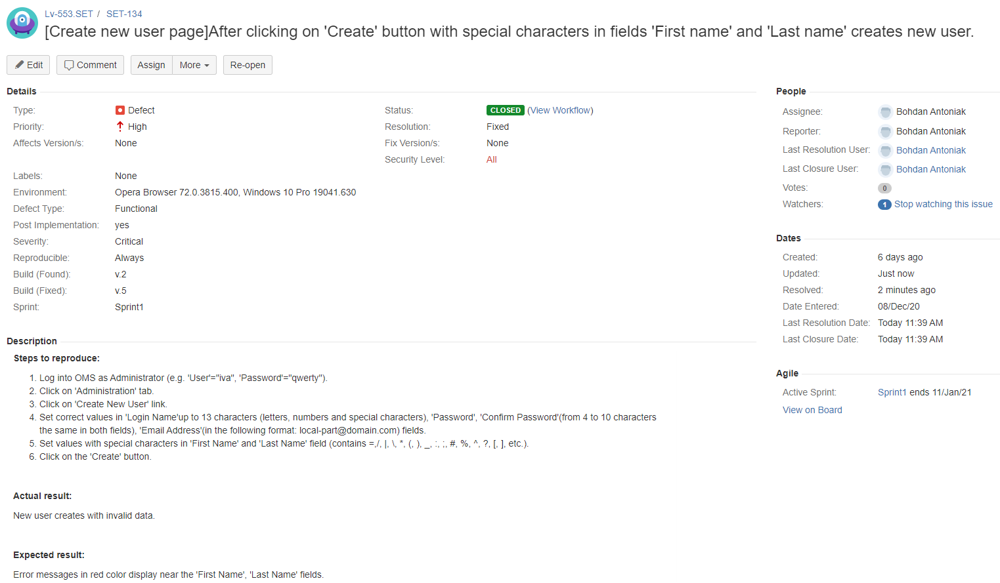 Lv-553.SET / SET-134
[Create new user page]After clicking on 'Create' button with special characters in fields 'First name' and 'Last name' creates new user.
Edit Comment Assign More Re-open
Details
Type: Defect
Priority: High
Affects Version/s: None
Status: CLOSED (View Workflow)
Resolution: Fixed
Fix Version/s: None
Security Level: All
Labels: None
Environment: Opera Browser 72.0.3815.400, Windows 10 Pro 19041.630
Defect Type: Functional
Post Implementation: yes
Severity: Critical
Reproducible: Always
Build (Found): v.2
Build (Fixed): v.5
Sprint: Sprint1
Description
Steps to reproduce:
1. Log into OMS as Administrator (e.g. 'User'="iva", 'Password'="qwerty").
2. Click on 'Administration' tab.
3. Click on 'Create New User' link.
4. Set correct values in 'Login Name'up to 13 characters (letters, numbers and special characters), 'Password', 'Confirm Password'(from 4 to 10 characters
the same in both fields), 'Email Address'(in the following format: local-part@domain.com) fields.
5. Set values with special characters in 'First Name' and 'Last Name' field (contains =,/, |, \, *, (, ), _, :, ;, #, %, ^, ?, [, ], etc.).
6. Click on the 'Create' button.
Actual result:
New user creates with invalid data.
Expected result:
Error messages in red color display near the 'First Name', 'Last Name' fields.
People
Assignee: Bohdan Antoniak
Reporter: Bohdan Antoniak
Last Resolution User: Bohdan Antoniak
Last Closure User: Bohdan Antoniak
Votes: 0
Watchers: 1 Stop watching this issue
Dates
Created: 6 days ago
Updated: Just now
Resolved: 2 minutes ago
Date Entered: 08/Dec/20
Last Resolution Date: Today 11:39 AM
Last Closure Date: Today 11:39 AM
Agile
Active Sprint: Sprint1 ends 11/Jan/21
View on Board